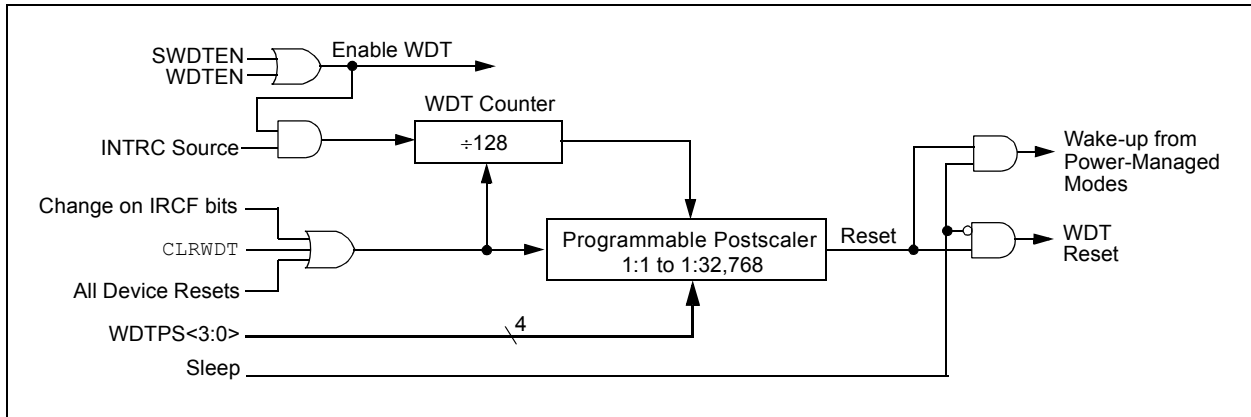 SWDTEN
WDTEN
Enable WDT
WDT Counter
INTRC Source
÷128
Wake-up from
Power-Managed
Modes
Change on IRCF bits
CLRWDT
All Device Resets
Programmable Postscaler
1:1 to 1:32,768
Reset
WDT
Reset
WDTPS<3:0>
4
Sleep